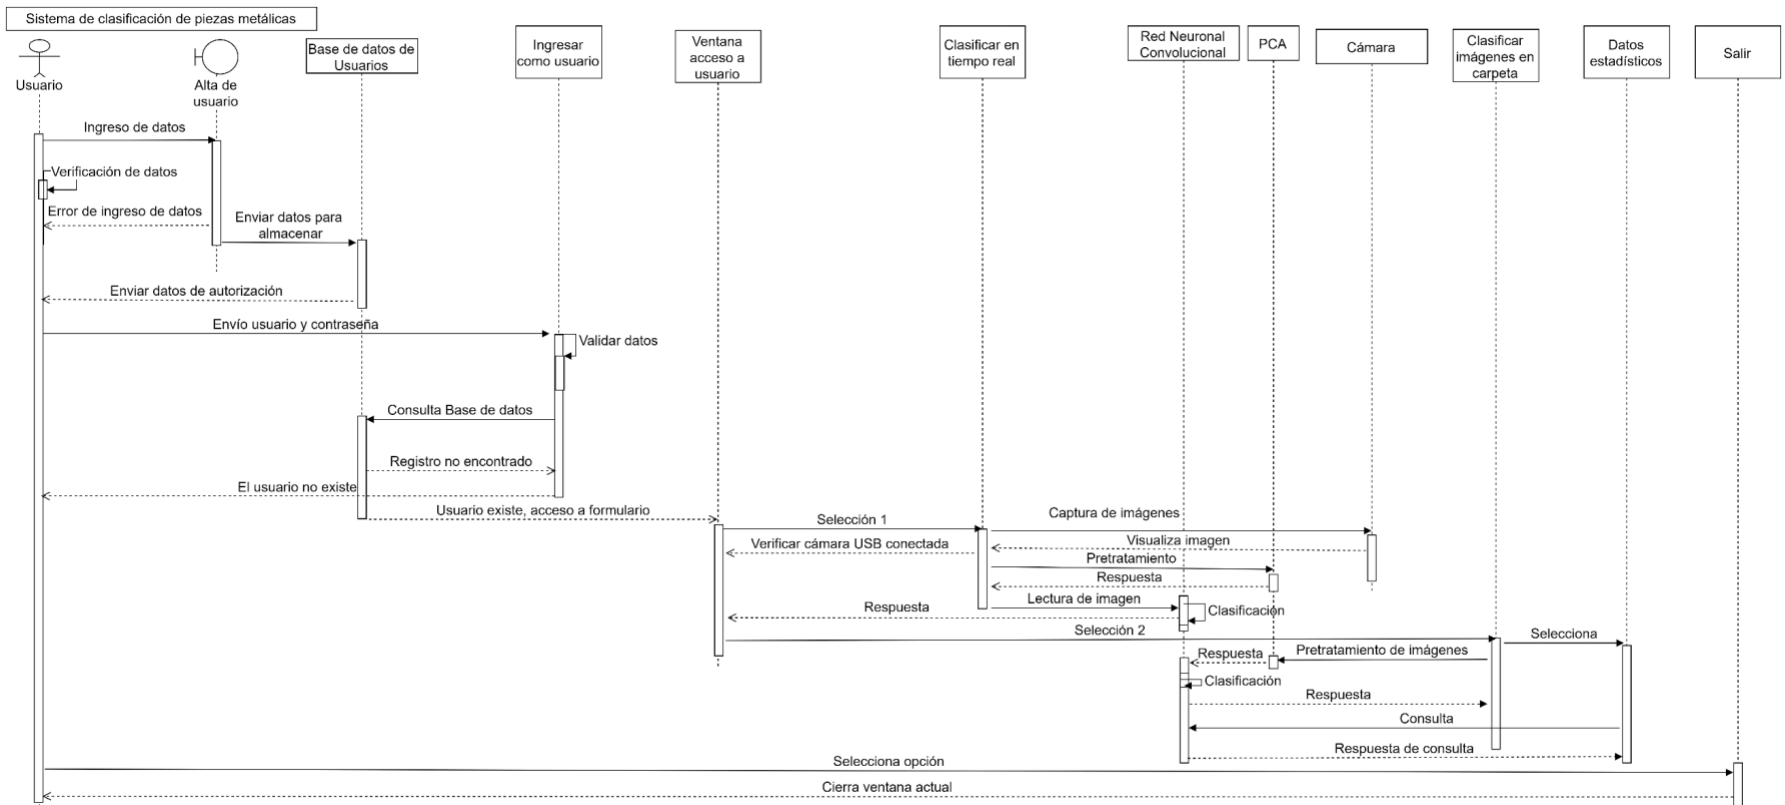 Sistema de clasificación de piezas metálicas
Usuario
Alta de
usuario
Base de datos de
Usuarios
Ingresar
como usuario
Ventana
acceso a
usuario
Clasificar en
tiempo real
Red Neuronal
Convolucional
PCA
Cámara
Clasificar
imágenes en
carpeta
Datos
estadísticos
Salir
Ingreso de datos
Verificación de datos
Error de ingreso de datos
Enviar datos para
almacenar
Enviar datos de autorización
Envío usuario y contraseña
Validar datos
Consulta Base de datos
Registro no encontrado
El usuario no existe
Usuario existe, acceso a formulario
Selección 1
Captura de imágenes
Verificar cámara USB conectada
Visualiza imagen
Pretratamiento
Respuesta
Lectura de imagen
Respuesta
Clasificación
Selección 2
Selecciona
Pretratamiento de imágenes
Respuesta
Clasificación
Respuesta
Consulta
Respuesta de consulta
Selecciona opción
Cierra ventana actual